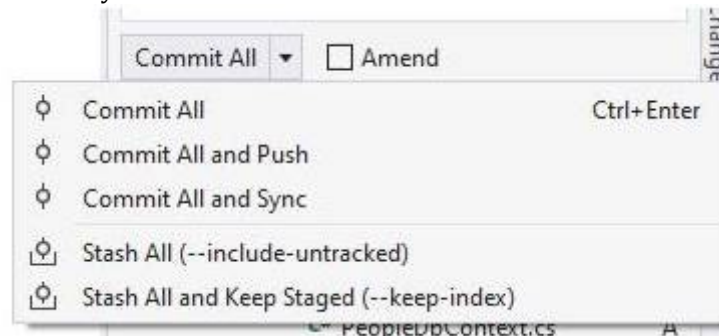 Commit All
Amend
Commit All Ctrl+Enter
Commit All and Push
Commit All and Sync
Stash All (--include-untracked)
Stash All and Keep Staged (--keep-index)
PeopleDbContext.cs A